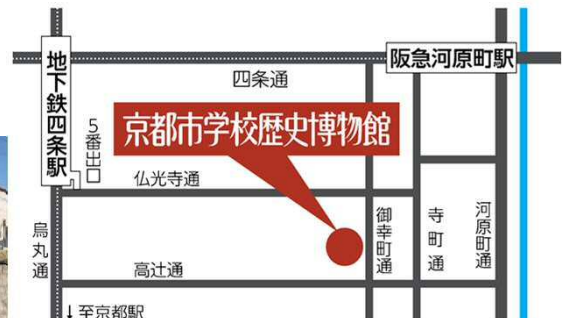 地下鉄四条駅
阪急河原町駅
四条通
5番出口
京都市学校歴史博物館
仏光寺通
烏丸通
御幸町通
寺町通
河原町通
高辻通
↓至京都駅